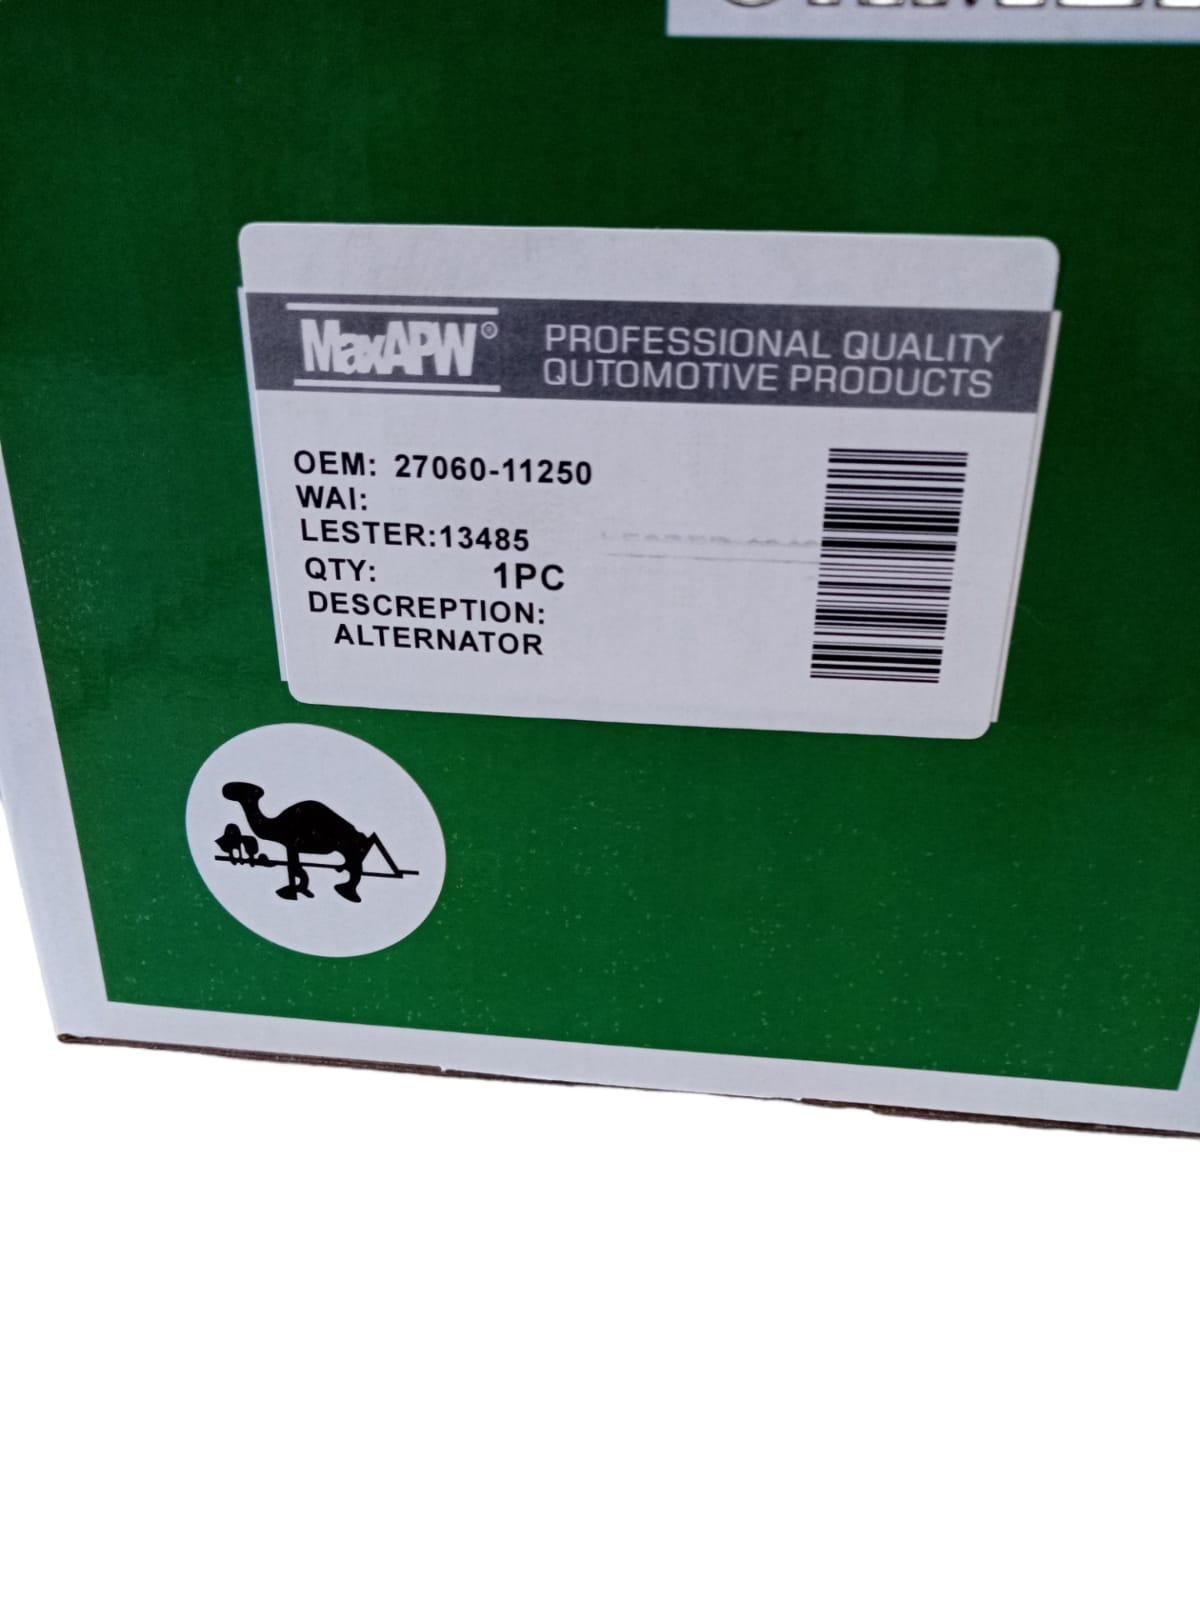 MaxAPW®
PROFESSIONAL QUALITY
QUTOMOTIVE PRODUCTS
OEM: 27060-11250
WAI:
LESTER:13485
QTY: 1PC
DESCREPTION:
ALTERNATOR